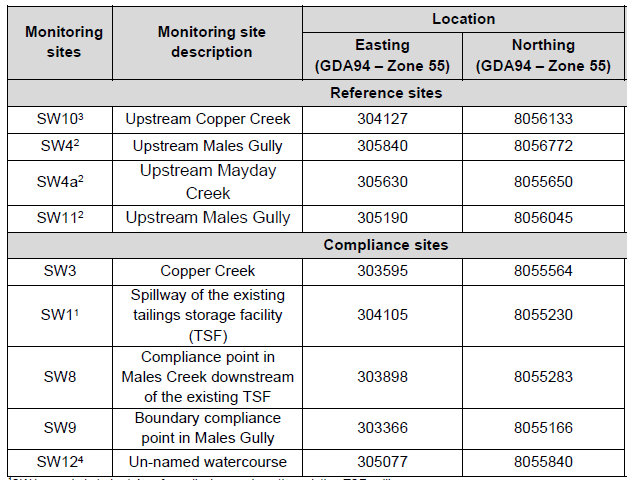 Monitoring sites
Monitoring site description
Location
Easting (GDA94 – Zone 55)
Northing (GDA94 – Zone 55)
Reference sites
SW10³ Upstream Copper Creek 304127 8056133
SW4² Upstream Males Gully 305840 8056772
SW4a² Upstream Mayday Creek 305630 8055650
SW11² Upstream Males Gully 305190 8056045
Compliance sites
SW3 Copper Creek 303595 8055564
SW1¹ Spillway of the existing tailings storage facility (TSF) 304105 8055230
SW8 Compliance point in Males Creek downstream of the existing TSF 303898 8055283
SW9 Boundary compliance point in Males Gully 303366 8055166
SW12⁴ Un-named watercourse 305077 8055840